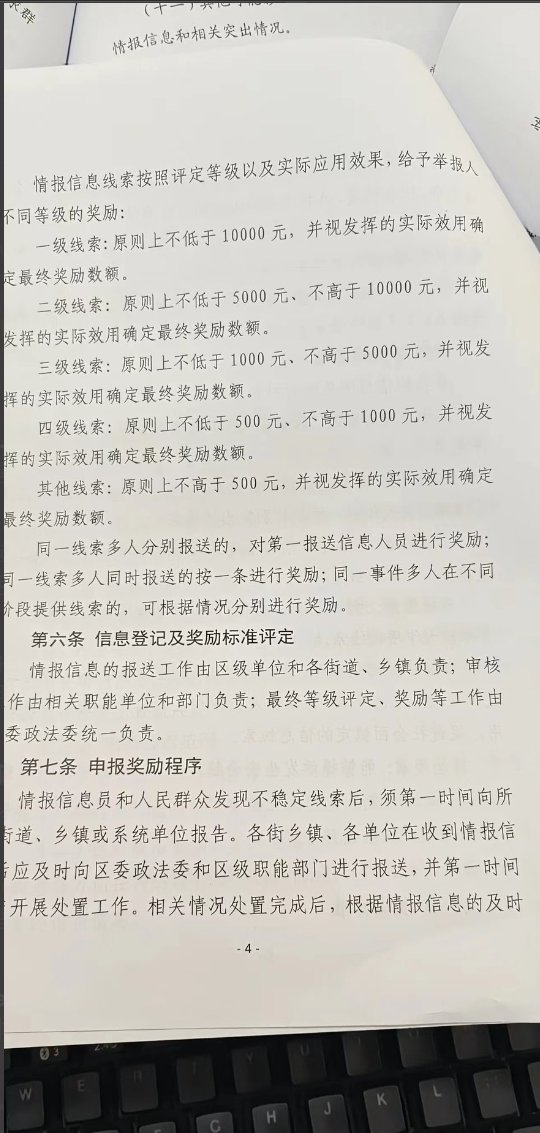 群
情报信息和相关突出情况。
情报信息线索按照评定等级以及实际应用效果，给予举报人
不同等级的奖励：
一级线索：原则上不低于 10000 元，并视发挥的实际效用确
定最终奖励数额。
二级线索：原则上不低于 5000 元、不高于 10000 元，并视
发挥的实际效用确定最终奖励数额。
三级线索：原则上不低于 1000 元、不高于 5000 元，并视发
挥的实际效用确定最终奖励数额。
四级线索：原则上不低于 500 元、不高于 1000 元，并视发
挥的实际效用确定最终奖励数额。
其他线索：原则上不高于 500 元，并视发挥的实际效用确定
最终奖励数额。
同一线索多人分别报送的，对第一报送信息人员进行奖励；
同一线索多人同时报送的按一条进行奖励；同一事件多人在不同
阶段提供线索的，可根据情况分别进行奖励。
第六条 信息登记及奖励标准评定
情报信息的报送工作由区级单位和各街道、乡镇负责；审核
作由相关职能单位和部门负责；最终等级评定、奖励等工作由
委政法委统一负责。
第七条 申报奖励程序
情报信息员和人民群众发现不稳定线索后，须第一时间向所
街道、乡镇或系统单位报告。各街乡镇、各单位在收到情报信
后应及时向区委政法委和区级职能部门进行报送，并第一时间
开展处置工作。相关情况处置完成后，根据情报信息的及时
- 4 -
3
W E R T Y U I O
G H J K L